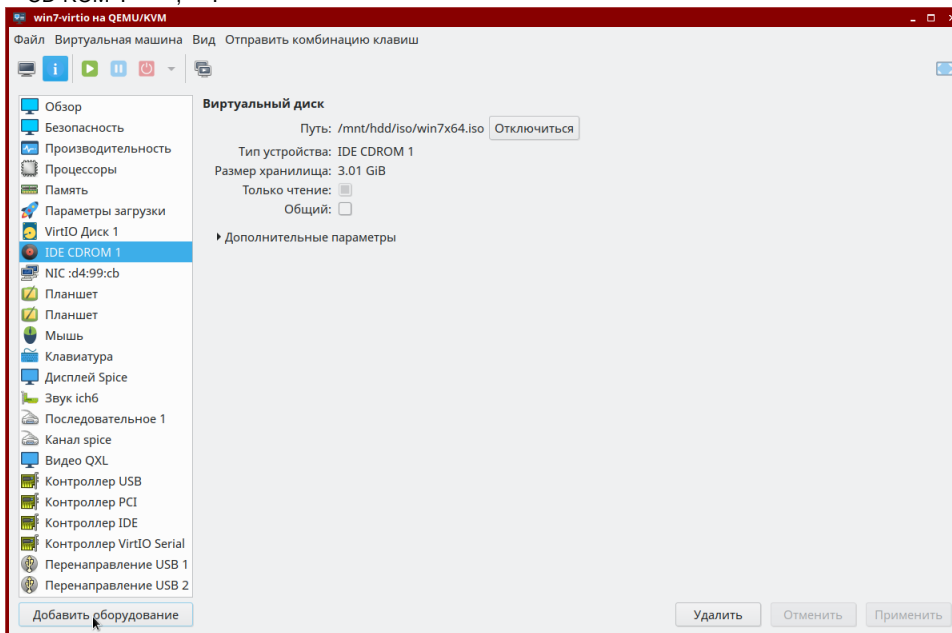 win7-virtio на QEMU/KVM
Файл Виртуальная машина Вид Отправить комбинацию клавиш
Обзор
Безопасность
Производительность
Процессоры
Память
Параметры загрузки
VirtIO Диск 1
IDE CDROM 1
NIC :d4:99:cb
Планшет
Планшет
Мышь
Клавиатура
Дисплей Spice
Звук ich6
Последовательное 1
Канал spice
Видео QXL
Контроллер USB
Контроллер PCI
Контроллер IDE
Контроллер VirtIO Serial
Перенаправление USB 1
Перенаправление USB 2
Добавить оборудование
Виртуальный диск
Путь: /mnt/hdd/iso/win7x64.iso Отключиться
Тип устройства: IDE CDROM 1
Размер хранилища: 3.01 GiB
Только чтение:
Общий:
Дополнительные параметры
Удалить Отменить Применить